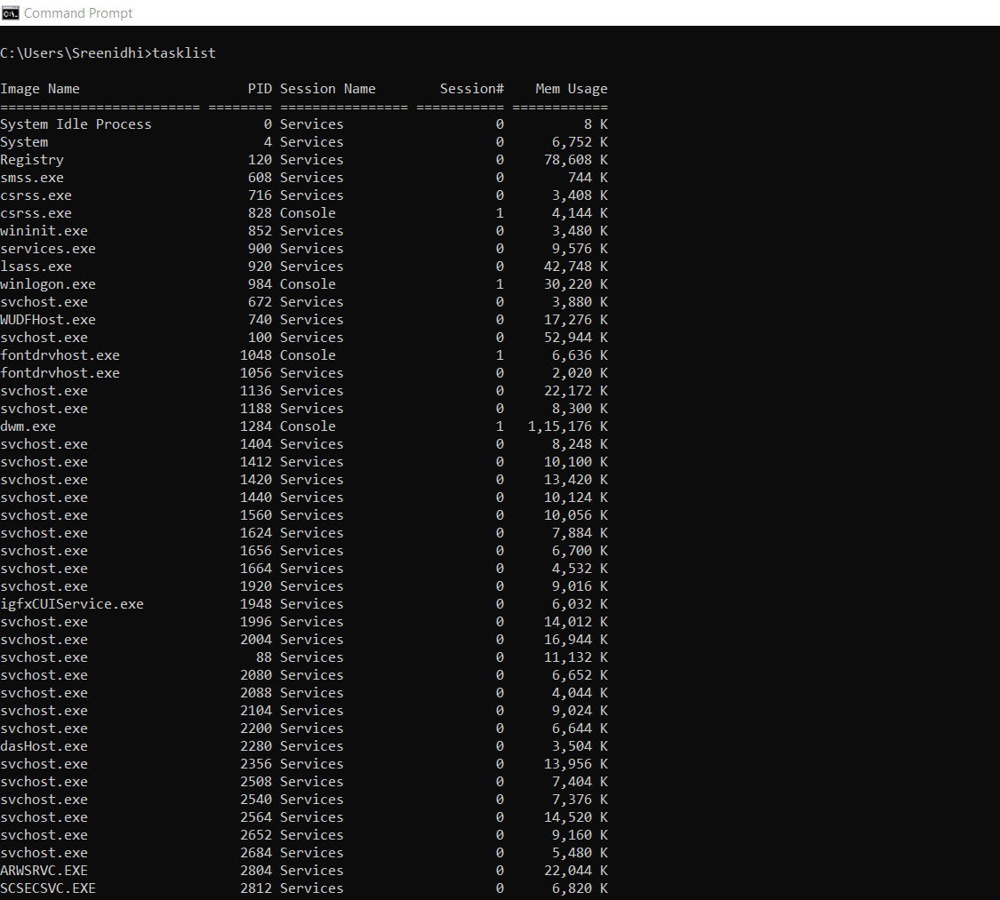 Command Prompt
C:\Users\Sreenidhi>tasklist
Image Name                     PID Session Name        Session#    Mem Usage
========================= ======== ================ =========== ============
System Idle Process              0 Services                   0          8 K
System                           4 Services                   0      6,752 K
Registry                       120 Services                   0     78,608 K
smss.exe                       608 Services                   0        744 K
csrss.exe                      716 Services                   0      3,408 K
csrss.exe                      828 Console                    1      4,144 K
wininit.exe                    852 Services                   0      3,480 K
services.exe                   900 Services                   0      9,576 K
lsass.exe                      920 Services                   0     42,748 K
winlogon.exe                   984 Console                    1     30,220 K
svchost.exe                    672 Services                   0      3,880 K
WUDFHost.exe                   740 Services                   0     17,276 K
svchost.exe                    100 Services                   0     52,944 K
fontdrvhost.exe               1048 Console                    1      6,636 K
fontdrvhost.exe               1056 Services                   0      2,020 K
svchost.exe                   1136 Services                   0     22,172 K
svchost.exe                   1188 Services                   0      8,300 K
dwm.exe                       1284 Console                    1   1,15,176 K
svchost.exe                   1404 Services                   0      8,248 K
svchost.exe                   1412 Services                   0     10,100 K
svchost.exe                   1420 Services                   0     13,420 K
svchost.exe                   1440 Services                   0     10,124 K
svchost.exe                   1560 Services                   0     10,056 K
svchost.exe                   1624 Services                   0      7,884 K
svchost.exe                   1656 Services                   0      6,700 K
svchost.exe                   1664 Services                   0      4,532 K
svchost.exe                   1920 Services                   0      9,016 K
igfxCUIService.exe            1948 Services                   0      6,032 K
svchost.exe                   1996 Services                   0     14,012 K
svchost.exe                   2004 Services                   0     16,944 K
svchost.exe                     88 Services                   0     11,132 K
svchost.exe                   2080 Services                   0      6,652 K
svchost.exe                   2088 Services                   0      4,044 K
svchost.exe                   2104 Services                   0      9,024 K
svchost.exe                   2200 Services                   0      6,644 K
dasHost.exe                   2280 Services                   0      3,504 K
svchost.exe                   2356 Services                   0     13,956 K
svchost.exe                   2508 Services                   0      7,404 K
svchost.exe                   2540 Services                   0      7,376 K
svchost.exe                   2564 Services                   0     14,520 K
svchost.exe                   2652 Services                   0      9,160 K
svchost.exe                   2684 Services                   0      5,480 K
ARWSRVC.EXE                   2804 Services                   0     22,044 K
SCSECSVC.EXE                  2812 Services                   0      6,820 K